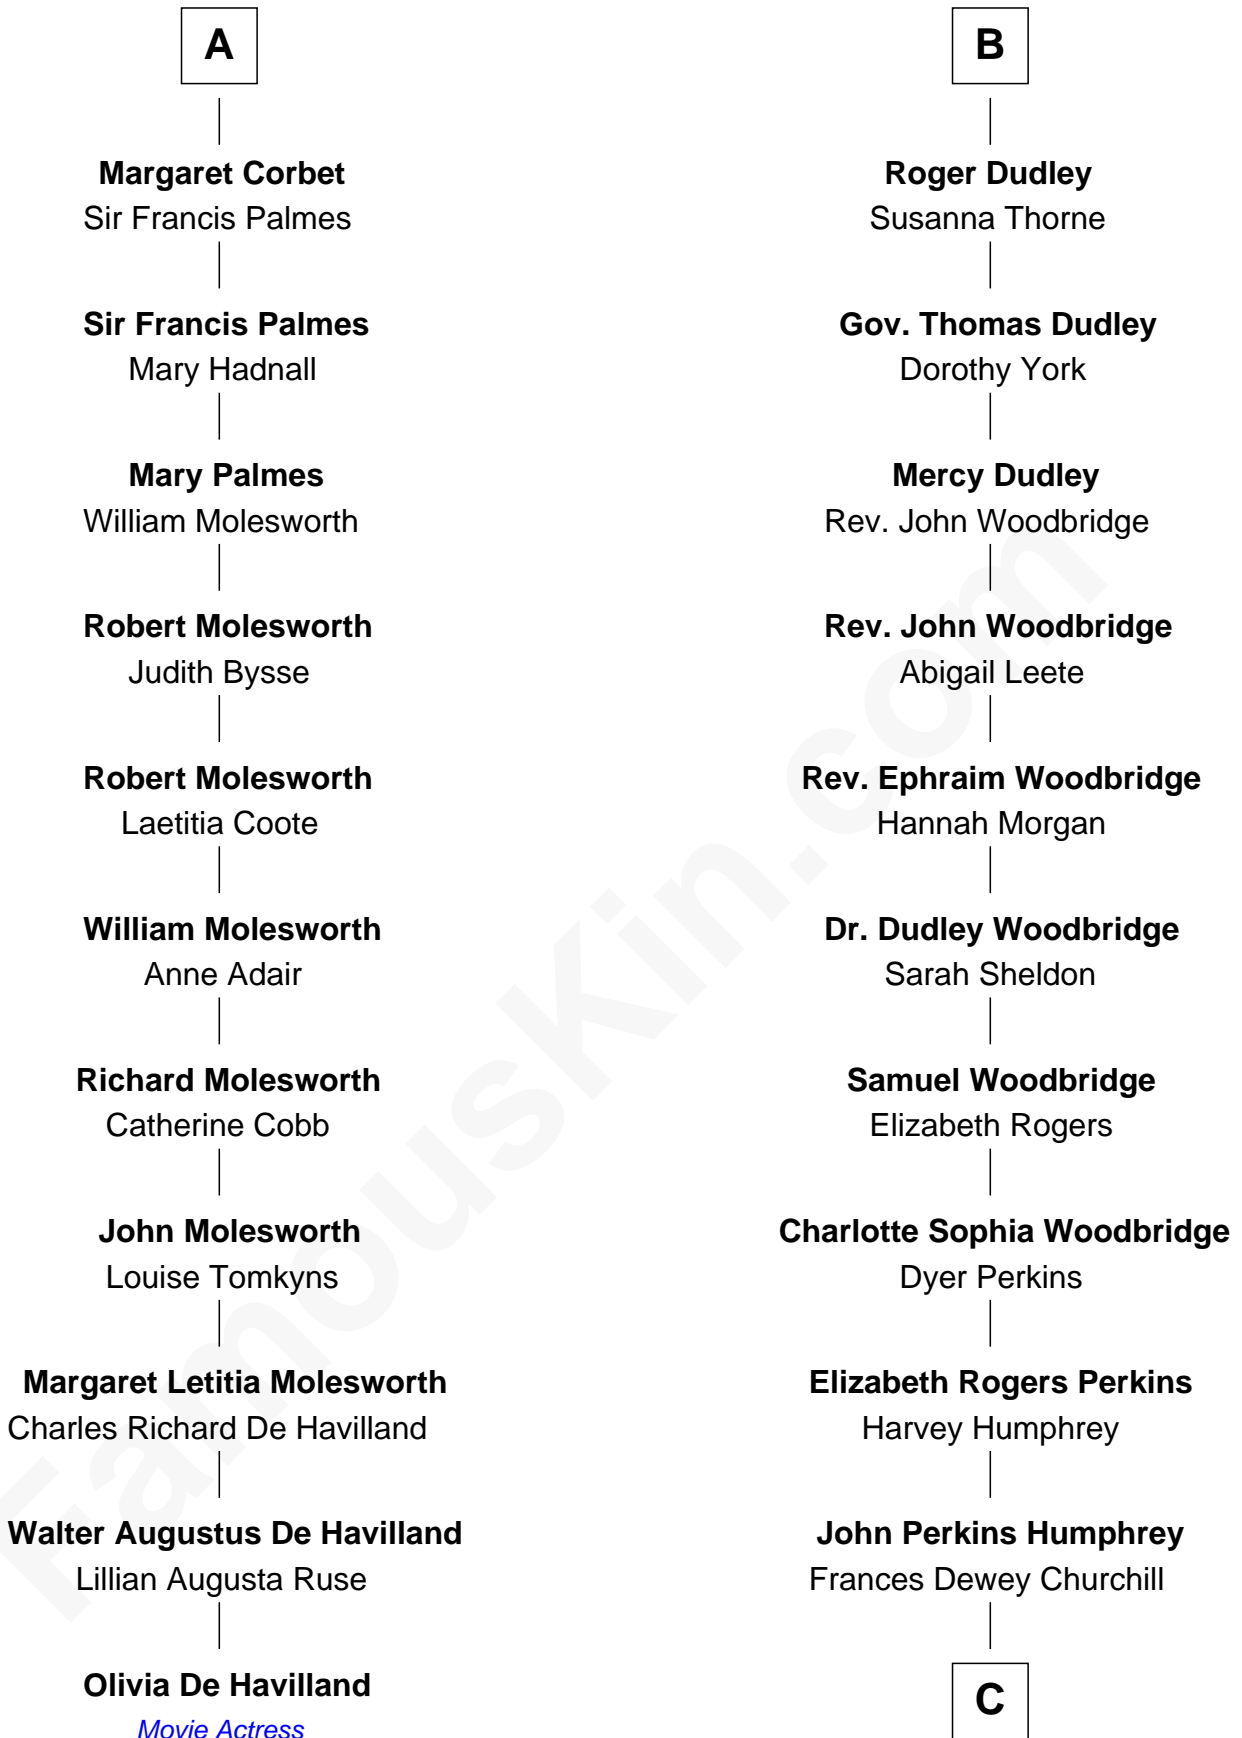 A
Margaret Corbet
Sir Francis Palmes
Sir Francis Palmes
Mary Hadnall
Mary Palmes
William Molesworth
Robert Molesworth
Judith Bysse
Robert Molesworth
Laetitia Coote
William Molesworth
Anne Adair
Richard Molesworth
Catherine Cobb
John Molesworth
Louise Tomkyns
Margaret Letitia Molesworth
Charles Richard De Havilland
Walter Augustus De Havilland
Lillian Augusta Ruse
Olivia De Havilland
Movie Actress
B
Roger Dudley
Susanna Thorne
Gov. Thomas Dudley
Dorothy York
Mercy Dudley
Rev. John Woodbridge
Rev. John Woodbridge
Abigail Leete
Rev. Ephraim Woodbridge
Hannah Morgan
Dr. Dudley Woodbridge
Sarah Sheldon
Samuel Woodbridge
Elizabeth Rogers
Charlotte Sophia Woodbridge
Dyer Perkins
Elizabeth Rogers Perkins
Harvey Humphrey
John Perkins Humphrey
Frances Dewey Churchill
C
FamousKin.com